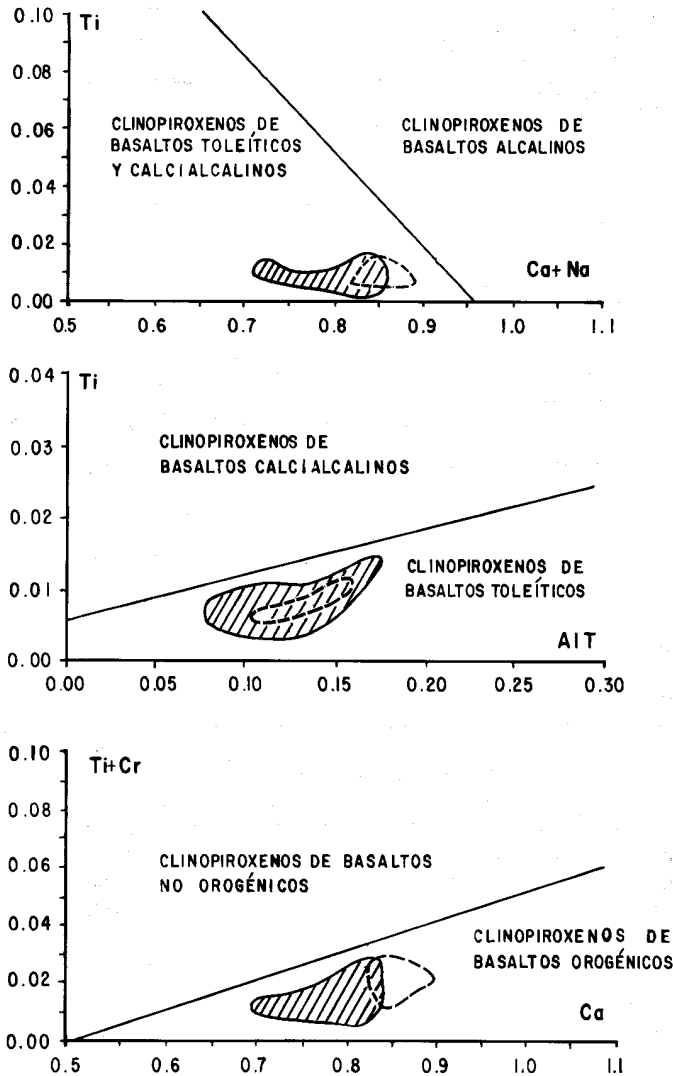 Ti
0.10
0.08
0.06
0.04
0.02
0.00
CLINOPIROXENOS DE
BASALTOS TOLEÍTICOS
Y CALCIALCALINOS
CLINOPIROXENOS DE
BASALTOS ALCALINOS
Ca+Na
0.5 0.6 0.7 0.8 0.9 1.0 1.1
Ti
0.04
0.03
0.02
0.01
0.00
CLINOPIROXENOS DE
BASALTOS CALCIALCALINOS
CLINOPIROXENOS DE
BASALTOS TOLEÍTICOS
AlT
0.00 0.05 0.10 0.15 0.20 0.25 0.30
Ti+Cr
0.10
0.08
0.06
0.04
0.02
0.00
CLINOPIROXENOS DE BASALTOS
NO OROGÉNICOS
CLINOPIROXENOS DE
BASALTOS OROGÉNICOS
Ca
0.5 0.6 0.7 0.8 0.9 1.0 1.1